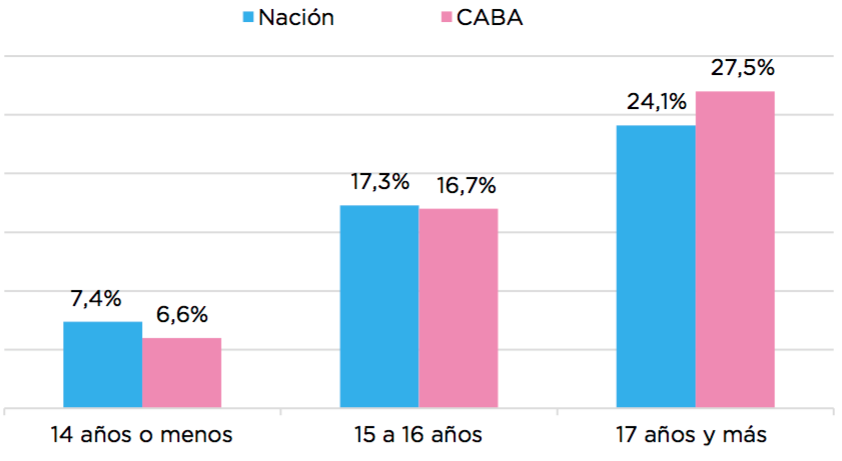 Nación CABA
27,5%
24,1%
17,3% 16,7%
7,4% 6,6%
14 años o menos 15 a 16 años 17 años y más